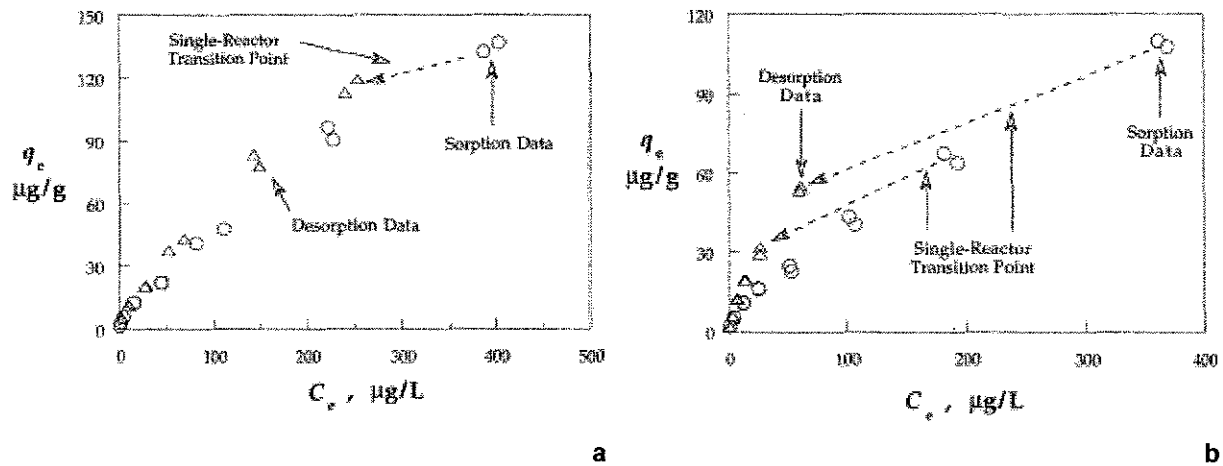 150
120
90
60
30
0
q e
µg/g
Single-Reactor
Transition Point
Sorption Data
Desorption Data
0 100 200 300 400 500
C e , µg/L
a
120
90
60
30
0
q e
µg/g
Desorption
Data
Sorption
Data
Single-Reactor
Transition Point
0 100 200 300 400
C e , µg/L
b